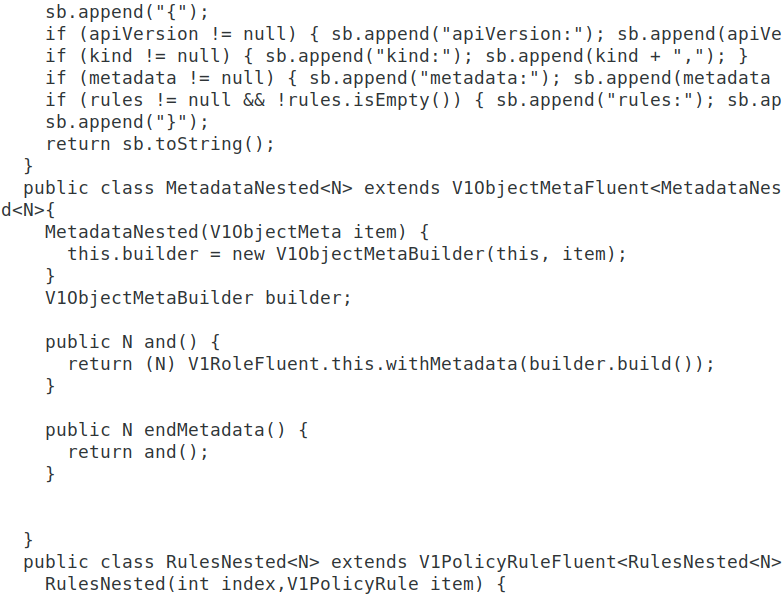 sb.append("{");
    if (apiVersion != null) { sb.append("apiVersion:"); sb.append(apiVe
    if (kind != null) { sb.append("kind:"); sb.append(kind + ","); }
    if (metadata != null) { sb.append("metadata:"); sb.append(metadata
    if (rules != null && !rules.isEmpty()) { sb.append("rules:"); sb.ap
    sb.append("}");
    return sb.toString();
  }
  public class MetadataNested<N> extends V1ObjectMetaFluent<MetadataNes
d<N>{
    MetadataNested(V1ObjectMeta item) {
      this.builder = new V1ObjectMetaBuilder(this, item);
    }
    V1ObjectMetaBuilder builder;

    public N and() {
      return (N) V1RoleFluent.this.withMetadata(builder.build());
    }

    public N endMetadata() {
      return and();
    }


  }
  public class RulesNested<N> extends V1PolicyRuleFluent<RulesNested<N>
    RulesNested(int index,V1PolicyRule item) {